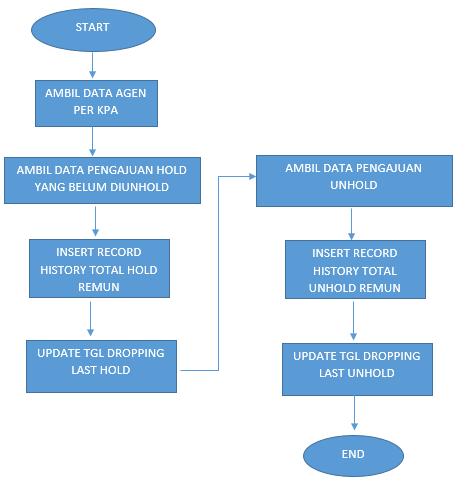 START
AMBIL DATA AGEN
PER KPA
AMBIL DATA PENGAJUAN HOLD
YANG BELUM DIUNHOLD
INSERT RECORD
HISTORY TOTAL HOLD
REMUN
UPDATE TGL DROPPING
LAST HOLD
AMBIL DATA PENGAJUAN
UNHOLD
INSERT RECORD
HISTORY TOTAL
UNHOLD REMUN
UPDATE TGL DROPPING
LAST UNHOLD
END